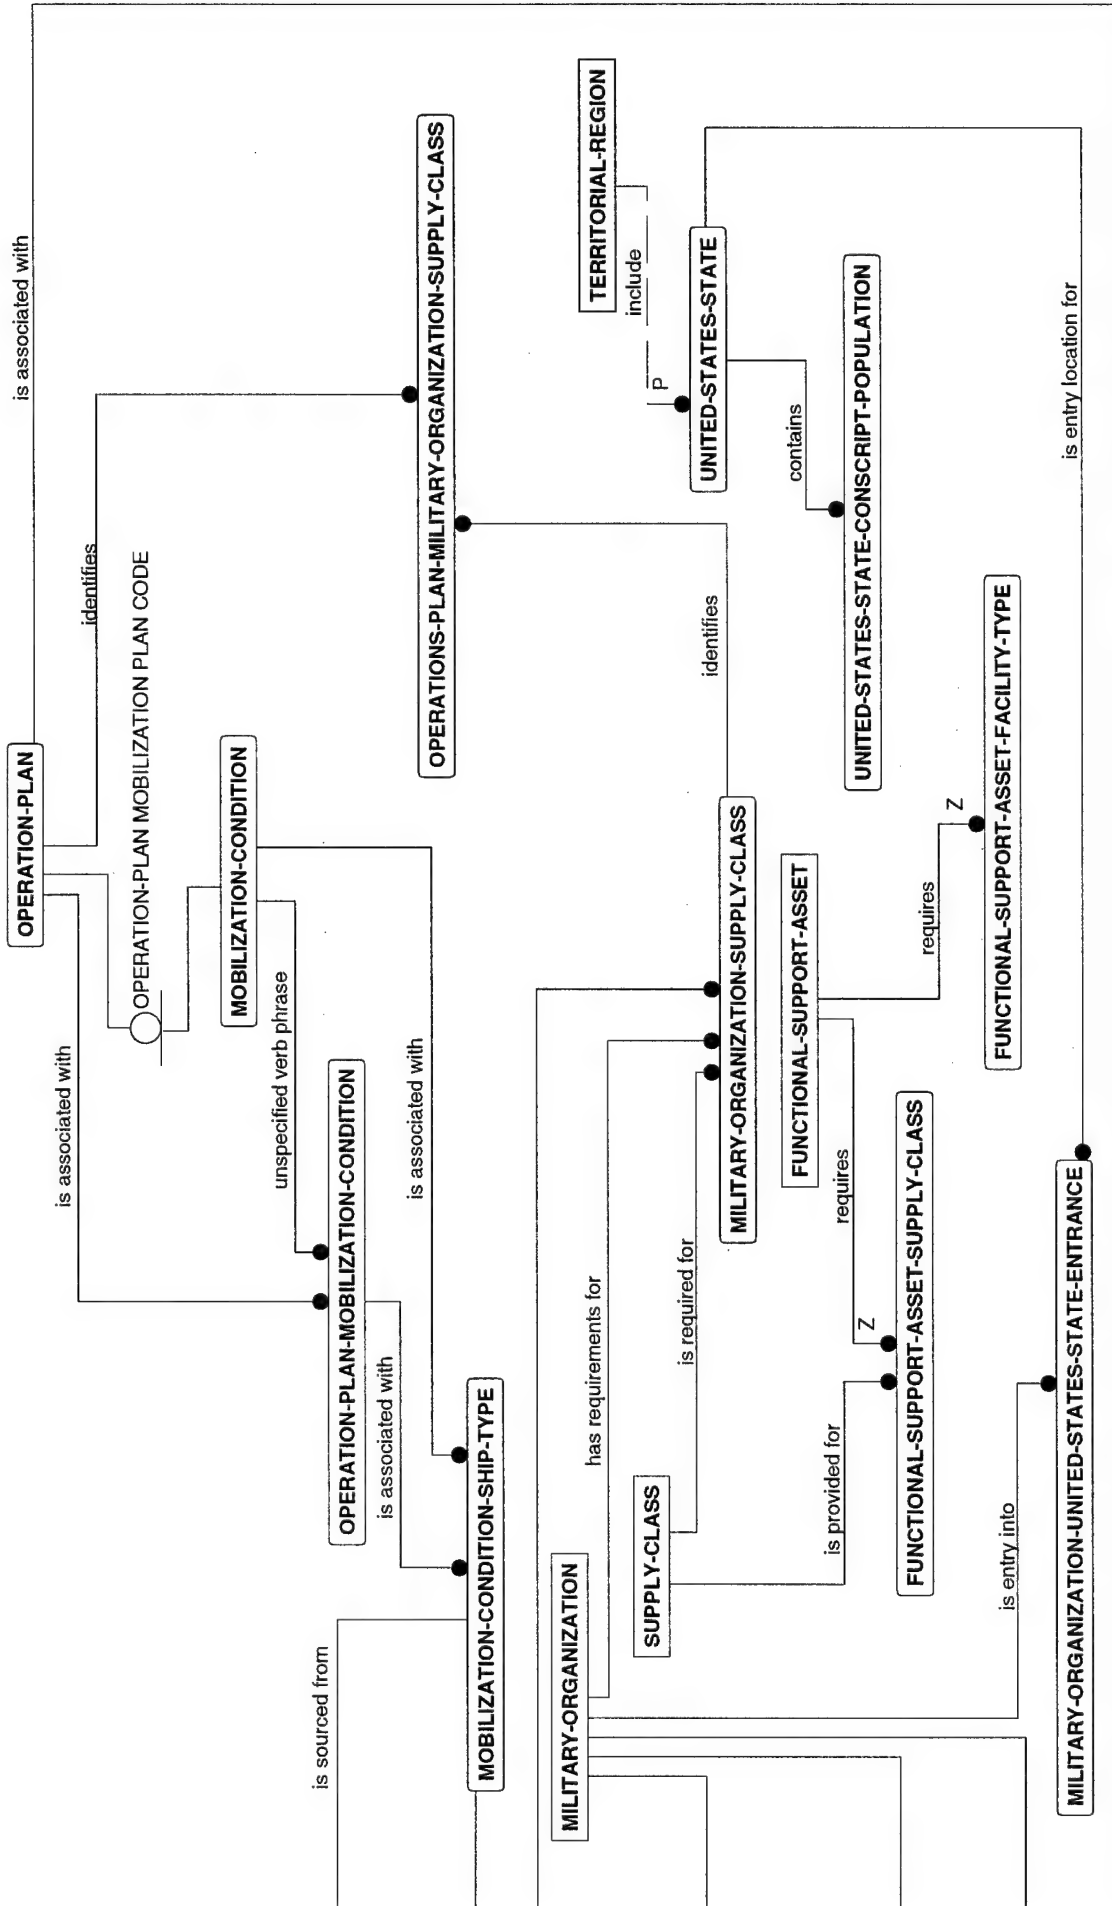 OPERATION-PLAN
is associated with
is associated with
identifies
OPERATION-PLAN MOBILIZATION PLAN CODE
unspecified verb phrase
MOBILIZATION-CONDITION
is sourced from
OPERATION-PLAN-MOBILIZATION-CONDITION
is associated with
is associated with
OPERATIONS-PLAN-MILITARY-ORGANIZATION-SUPPLY-CLASS
MOBILIZATION-CONDITION-SHIP-TYPE
MILITARY-ORGANIZATION
has requirements for
TERRITORIAL-REGION
include
SUPPLY-CLASS
P
is required for
identifies
UNITED-STATES-STATE
MILITARY-ORGANIZATION-SUPPLY-CLASS
contains
FUNCTIONAL-SUPPORT-ASSET
is provided for
requires
UNITED-STATES-STATE-CONSCRIPT-POPULATION
Z
FUNCTIONAL-SUPPORT-ASSET-SUPPLY-CLASS
requires
Z
FUNCTIONAL-SUPPORT-ASSET-FACILITY-TYPE
is entry into
is entry location for
MILITARY-ORGANIZATION-UNITED-STATES-STATE-ENTRANCE